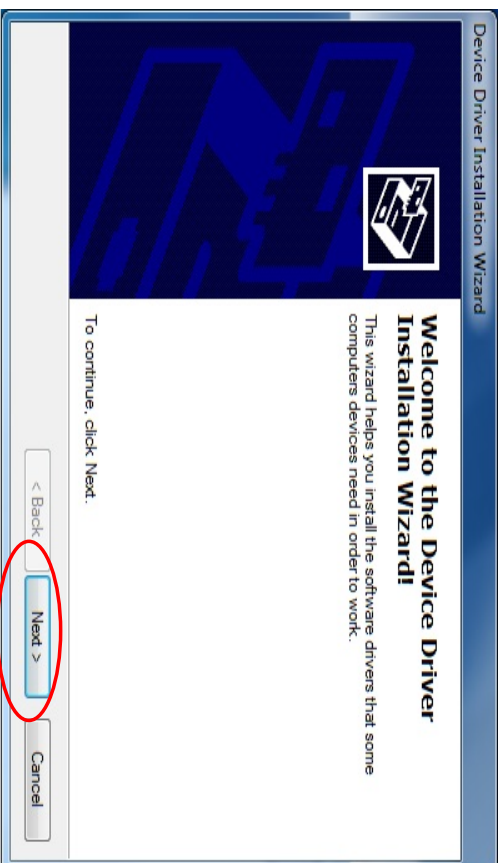 Device Driver Installation Wizard
Welcome to the Device Driver
Installation Wizard!
This wizard helps you install the software drivers that some
computers devices need in order to work.
To continue, click Next.
< Back
Next >
Cancel